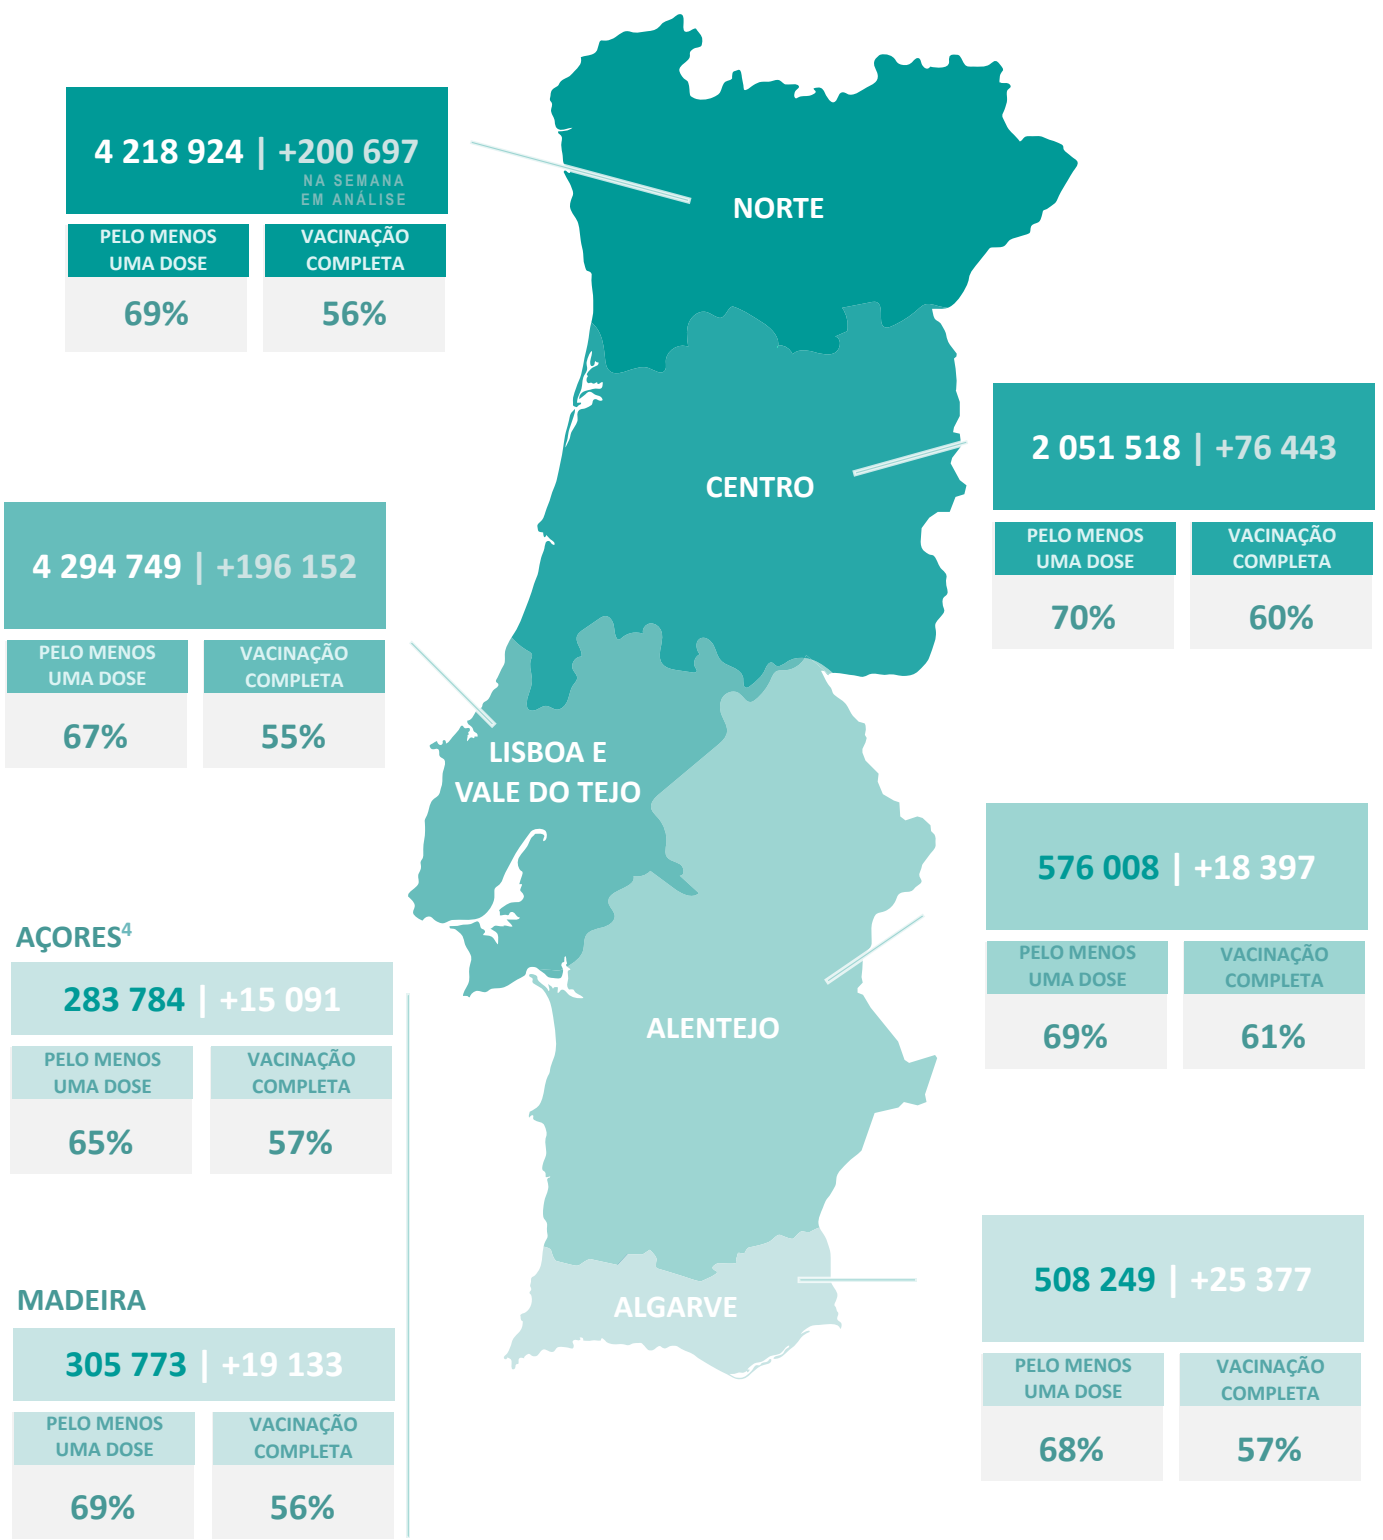 4 218 924 | +200 697
NA SEMANA
EM ANÁLISE
PELO MENOS
UMA DOSE
VACINAÇÃO
COMPLETA
69%
56%
NORTE
2 051 518 | +76 443
PELO MENOS
UMA DOSE
VACINAÇÃO
COMPLETA
70%
60%
CENTRO
4 294 749 | +196 152
PELO MENOS
UMA DOSE
VACINAÇÃO
COMPLETA
67%
55%
LISBOA E
VALE DO TEJO
576 008 | +18 397
PELO MENOS
UMA DOSE
VACINAÇÃO
COMPLETA
69%
61%
ALENTEJO
AÇORES⁴
283 784 | +15 091
PELO MENOS
UMA DOSE
VACINAÇÃO
COMPLETA
65%
57%
508 249 | +25 377
PELO MENOS
UMA DOSE
VACINAÇÃO
COMPLETA
68%
57%
ALGARVE
MADEIRA
305 773 | +19 133
PELO MENOS
UMA DOSE
VACINAÇÃO
COMPLETA
69%
56%